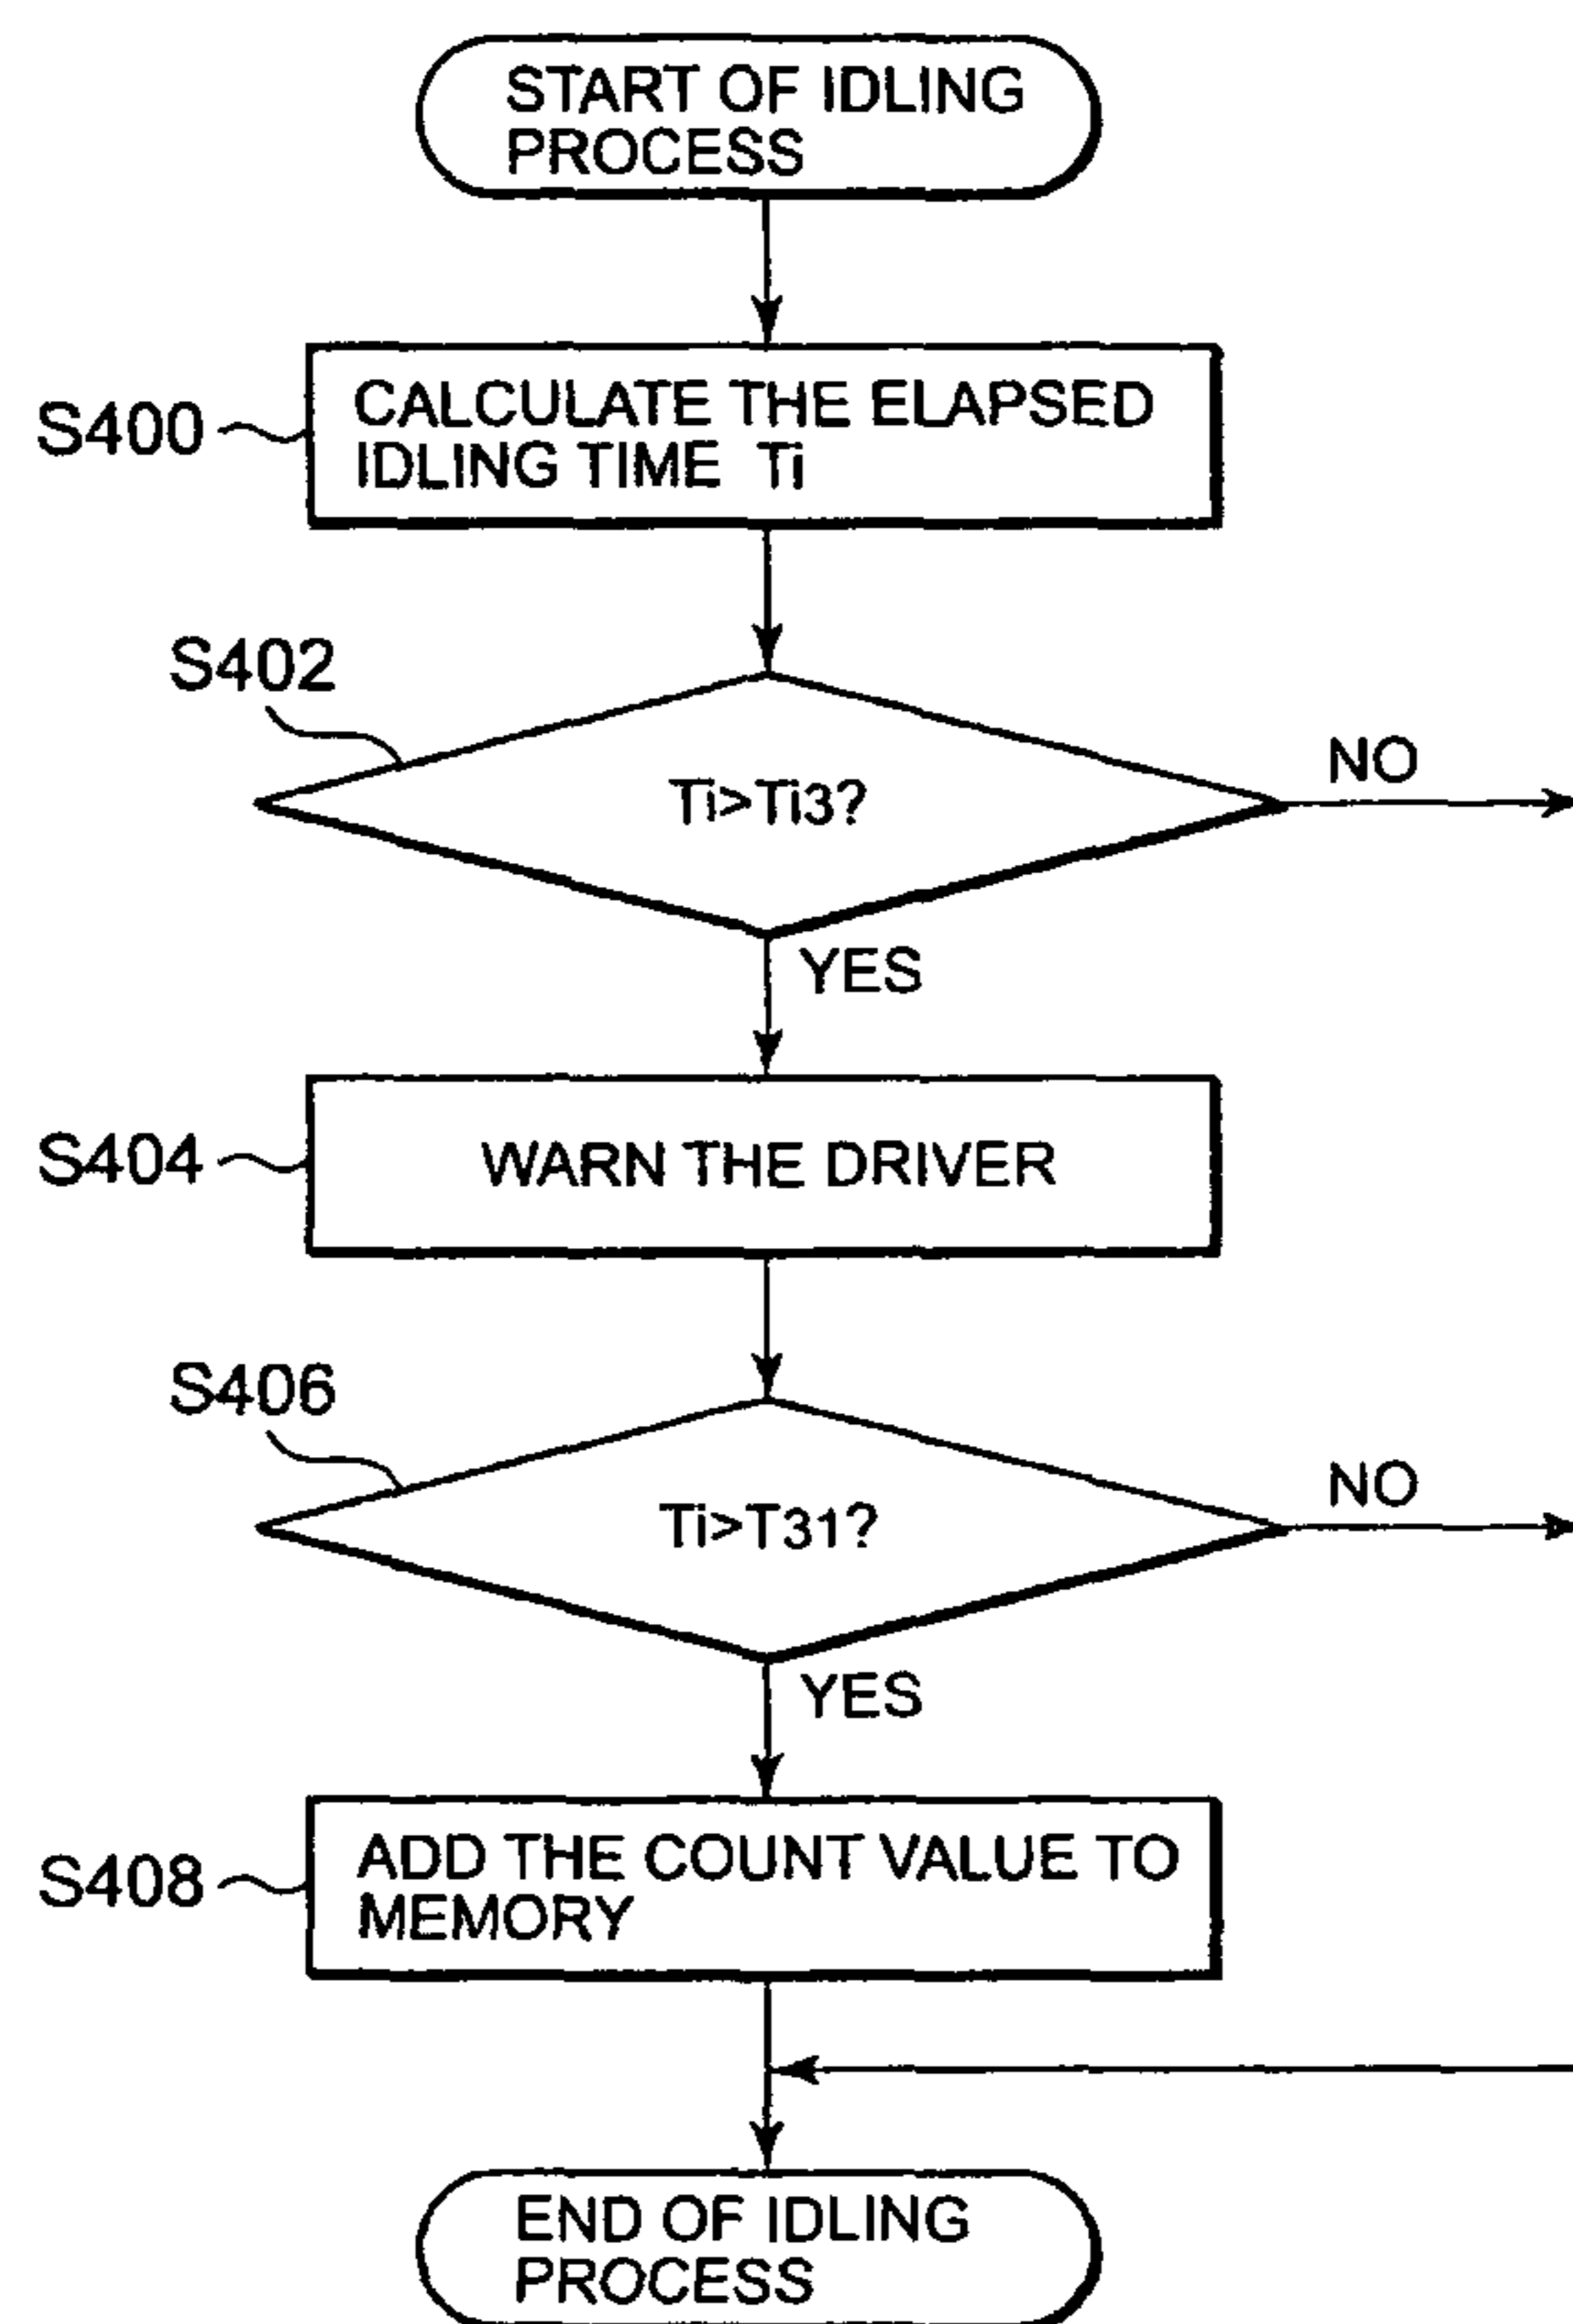 START OF IDLING
PROCESS
S400
CALCULATE THE ELAPSED
IDLING TIME Ti
S402
Ti>Ti3?
NO
YES
S404
WARN THE DRIVER
S406
Ti>T31?
NO
YES
S408
ADD THE COUNT VALUE TO
MEMORY
END OF IDLING
PROCESS